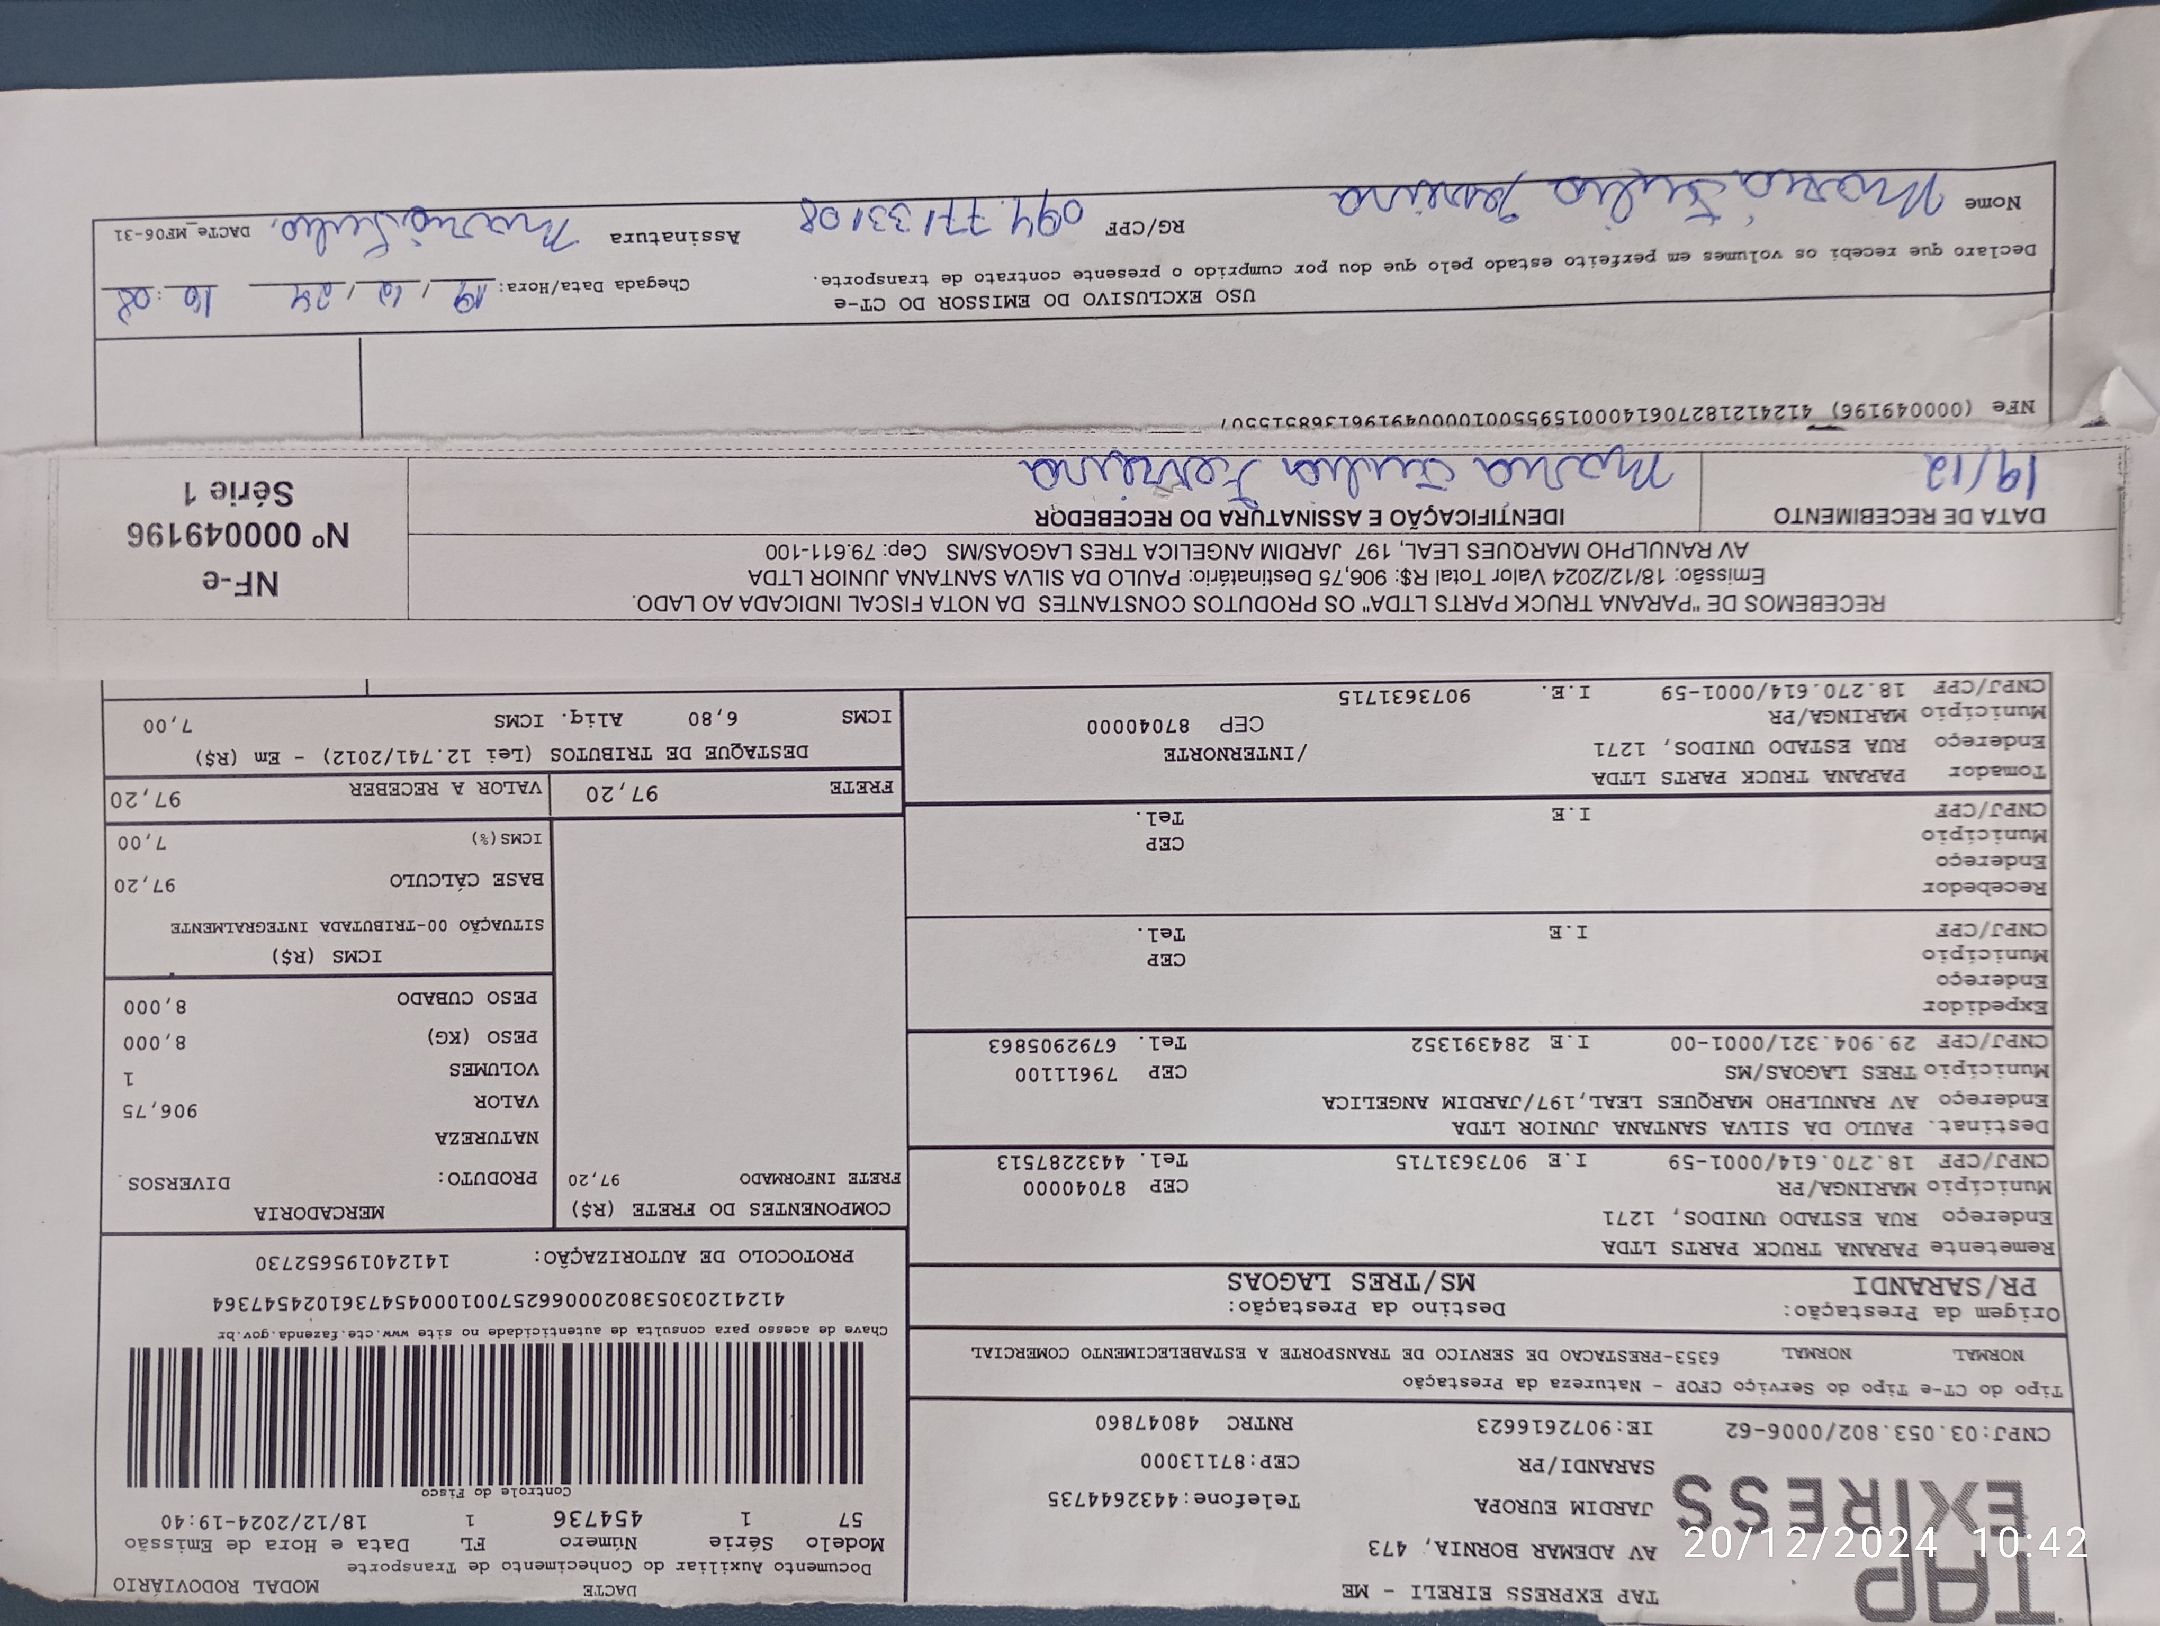 TAP
EXIRESS
TAP EXPRESS EIRELI - ME
AV ADEMAR BORNIA, 473
JARDIM EUROPA Telefone:4432644735
SARANDI/PR CEP:87113000
CNPJ:03.053.802/0006-62 IE:9072616623 RNTRC 48047860
Tipo do CT-e Tipo do Serviço CFOP - Natureza da Prestação
NORMAL NORMAL 6353-PRESTACAO DE SERVICO DE TRANSPORTE A ESTABELECIMENTO COMERCIAL
Origem da Prestação: Destino da Prestação:
PR/SARANDI MS/TRES LAGOAS
Remetente PARANA TRUCK PARTS LTDA
Endereço RUA ESTADO UNIDOS, 1271
Município MARINGA/PR CEP 87040000
CNPJ/CPF 18.270.614/0001-59 I.E 9073631715 Tel. 4432287513
Destinat. PAULO DA SILVA SANTANA JUNIOR LTDA
Endereço AV RANULPHO MARQUES LEAL,197/JARDIM ANGELICA
Município TRES LAGOAS/MS CEP 79611100
CNPJ/CPF 29.904.321/0001-00 I.E 284391352 Tel. 6792905863
Expedidor
Endereço
Município CEP
CNPJ/CPF I.E Tel.
Recebedor
Endereço
Município CEP
CNPJ/CPF I.E Tel.
Tomador PARANA TRUCK PARTS LTDA
Endereço RUA ESTADO UNIDOS, 1271 /INTERNORTE
Município MARINGA/PR CEP 87040000
CNPJ/CPF 18.270.614/0001-59 I.E. 9073631715
DACTE MODAL RODOVIÁRIO
Documento Auxiliar do Conhecimento de Transporte
Modelo Série Número FL Data e Hora de Emissão
57 1 454736 1 18/12/2024-19:40
Controle do Fisco
Chave de acesso para consulta de autenticidade no site www.cte.fazenda.gov.br
41241203053802000662570010004547361024547364
PROTOCOLO DE AUTORIZAÇÃO: 141240195652730
COMPONENTES DO FRETE (R$)
FRETE INFORMADO 97,20
MERCADORIA
PRODUTO: DIVERSOS
NATUREZA
VALOR 906,75
VOLUMES 1
PESO (KG) 8,000
PESO CUBADO 8,000
ICMS (R$)
SITUAÇÃO 00-TRIBUTADA INTEGRALMENTE
BASE CÁLCULO 97,20
ICMS(%) 7,00
FRETE 97,20 VALOR A RECEBER 97,20
DESTAQUE DE TRIBUTOS (Lei 12.741/2012) - Em (R$)
ICMS 6,80 Aliq. ICMS 7,00
RECEBEMOS DE "PARANA TRUCK PARTS LTDA" OS PRODUTOS CONSTANTES DA NOTA FISCAL INDICADA AO LADO.
Emissão: 18/12/2024 Valor Total R$: 906,75 Destinatário: PAULO DA SILVA SANTANA JUNIOR LTDA
AV RANULPHO MARQUES LEAL, 197 JARDIM ANGELICA TRES LAGOAS/MS Cep: 79.611-100
DATA DE RECEBIMENTO IDENTIFICAÇÃO E ASSINATURA DO RECEBEDOR
19/12 Maria Julia Ferreira
NF-e
Nº 000049196
Série 1
NFe (000049196) 41241218270614000159550010000491961368515507
USO EXCLUSIVO DO EMISSOR DO CT-e
Declaro que recebi os volumes em perfeito estado pelo que dou por cumprido o presente contrato de transporte.
Chegada Data/Hora: 19/12/24 16:08
Nome Maria Julia Ferreira RG/CPF 094.77133108 Assinatura Maria Julia. DACTe_MF06-31
20/12/2024 10:42